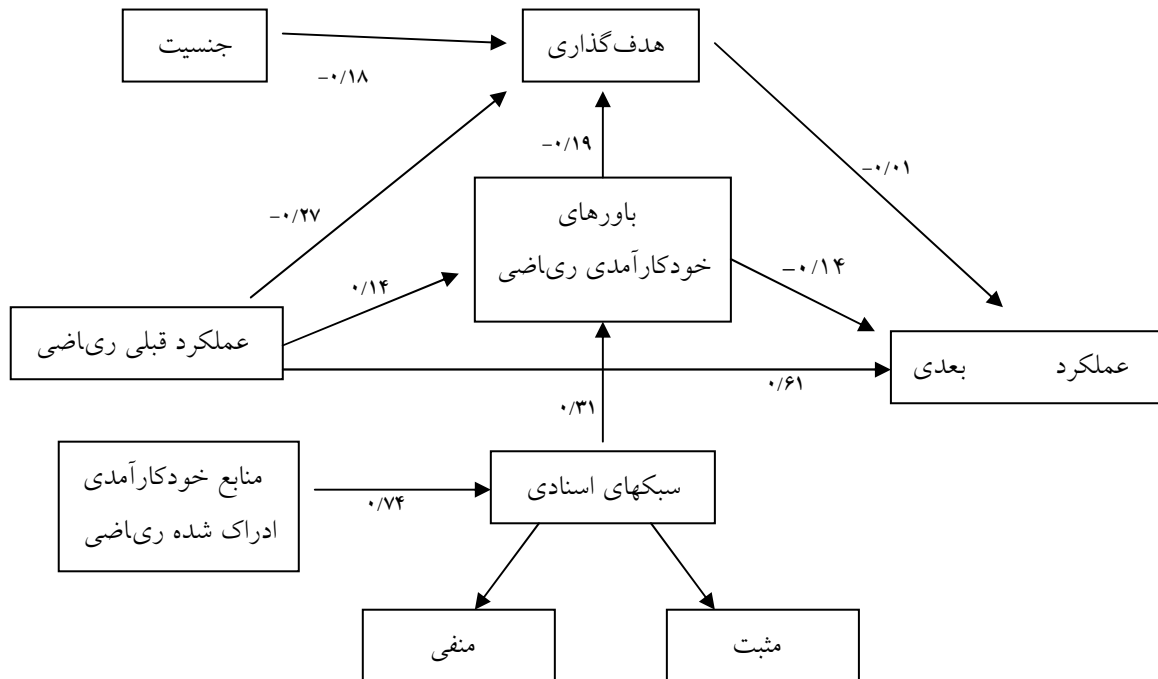 جنسیت
هدف‌گذاری
–۰/۱۸
–۰/۱۹
–۰/۰۱
–۰/۲۷
باورهای
خودکارآمدی ریاضی
۰/۱۴
–۰/۱۴
عملکرد قبلی ریاضی
عملکرد بعدی
۰/۶۱
۰/۳۱
منابع خودکارآمدی
ادراک شده ریاضی
۰/۷۴
سبکهای اسنادی
مثبت
منفی